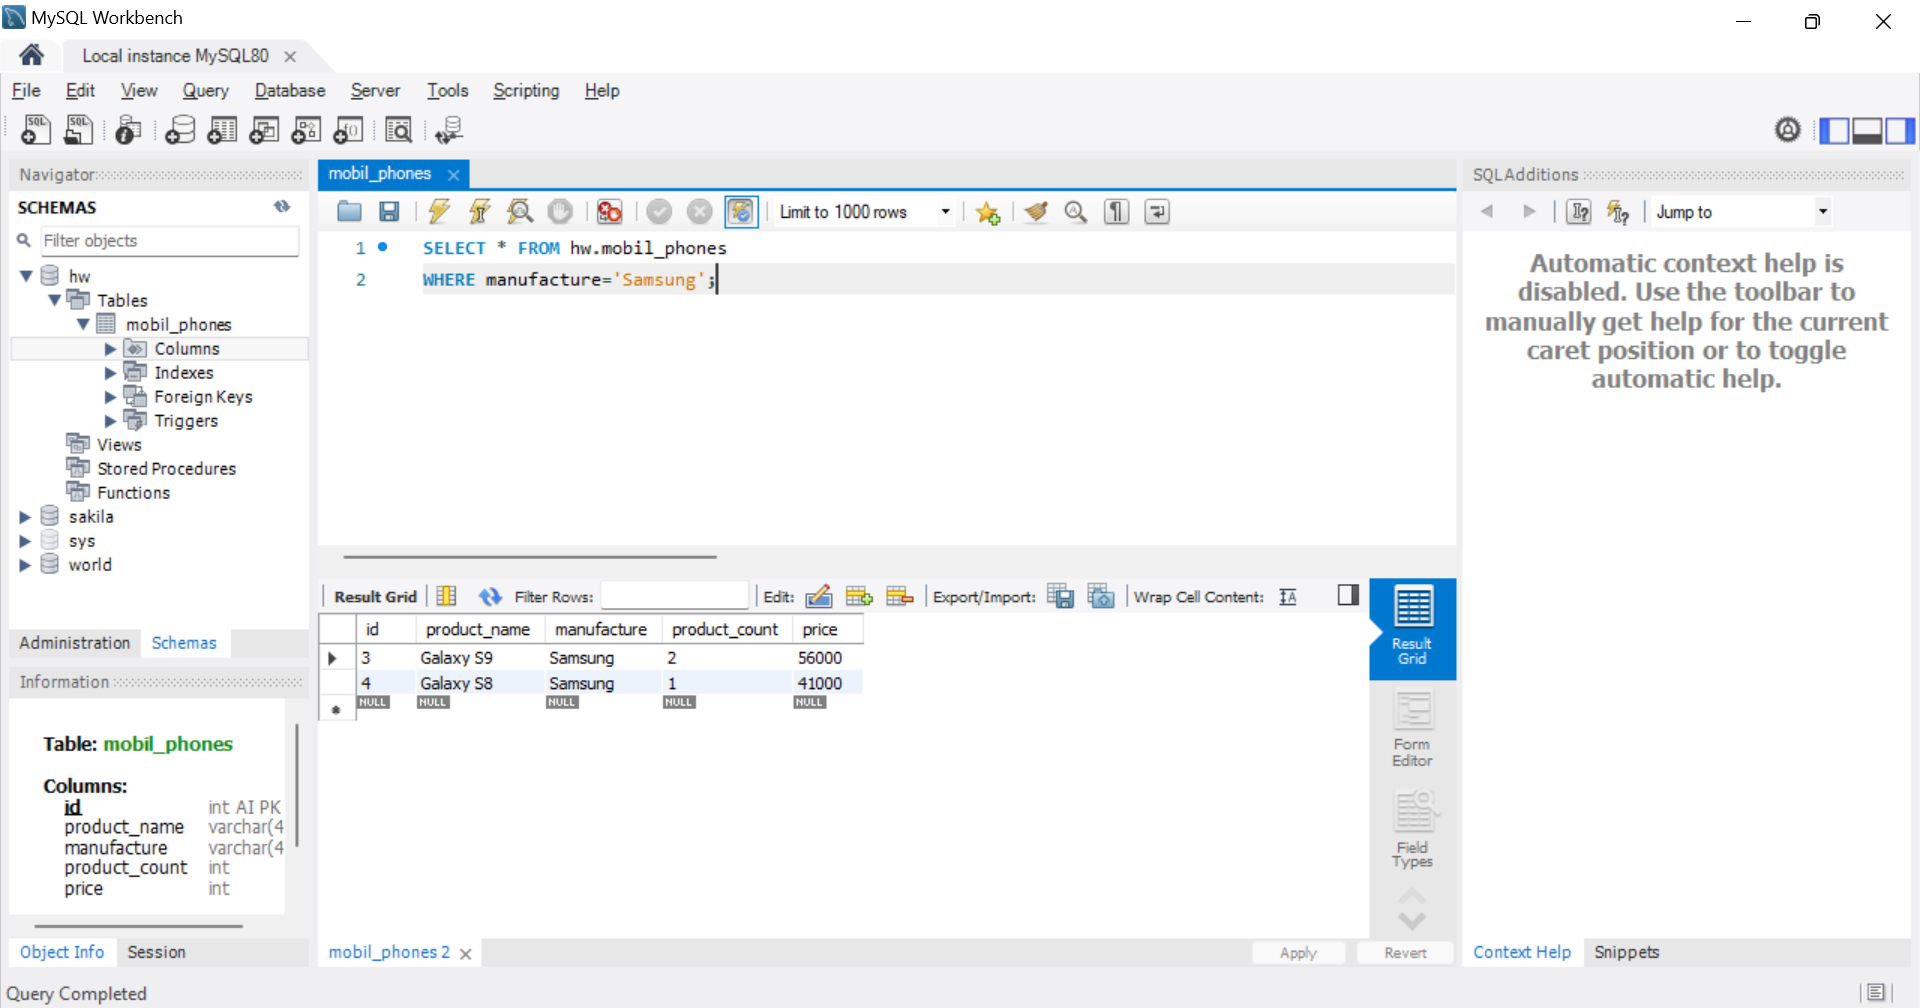 MySQL Workbench
Local instance MySQL80
File Edit View Query Database Server Tools Scripting Help
Navigator
SCHEMAS
Filter objects
hw
Tables
mobil_phones
Columns
Indexes
Foreign Keys
Triggers
Views
Stored Procedures
Functions
sakila
sys
world
Administration Schemas
Information
Table: mobil_phones
Columns:
id int AI PK
product_name varchar(4
manufacture varchar(4
product_count int
price int
Object Info Session
mobil_phones
Limit to 1000 rows
1 SELECT * FROM hw.mobil_phones
2 WHERE manufacture='Samsung';
Result Grid Filter Rows: Edit: Export/Import: Wrap Cell Content:
id product_name manufacture product_count price
3 Galaxy S9 Samsung 2 56000
4 Galaxy S8 Samsung 1 41000
NULL NULL NULL NULL NULL
Result
Grid
Form
Editor
Field
Types
mobil_phones 2
Apply Revert
SQLAdditions
Jump to
Automatic context help is
disabled. Use the toolbar to
manually get help for the current
caret position or to toggle
automatic help.
Context Help Snippets
Query Completed